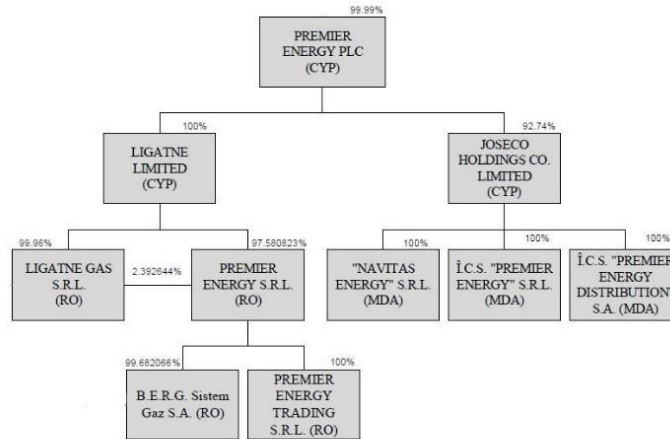 99.99%
PREMIER
ENERGY PLC
(CYP)
100%
LIGATNE
LIMITED
(CYP)
92.74%
JOSECO
HOLDINGS CO.
LIMITED
(CYP)
99.96%
LIGATNE GAS
S.R.L.
(RO)
2.392644%
97.580823%
PREMIER
ENERGY S.R.L.
(RO)
100%
"NAVITAS
ENERGY" S.R.L.
(MDA)
100%
Î.C.S. "PREMIER
ENERGY" S.R.L.
(MDA)
100%
Î.C.S. "PREMIER
ENERGY
DISTRIBUTION"
S.A. (MDA)
99.662066%
B.E.R.G. Sistem
Gaz S.A. (RO)
100%
PREMIER
ENERGY
TRADING
S.R.L. (RO)